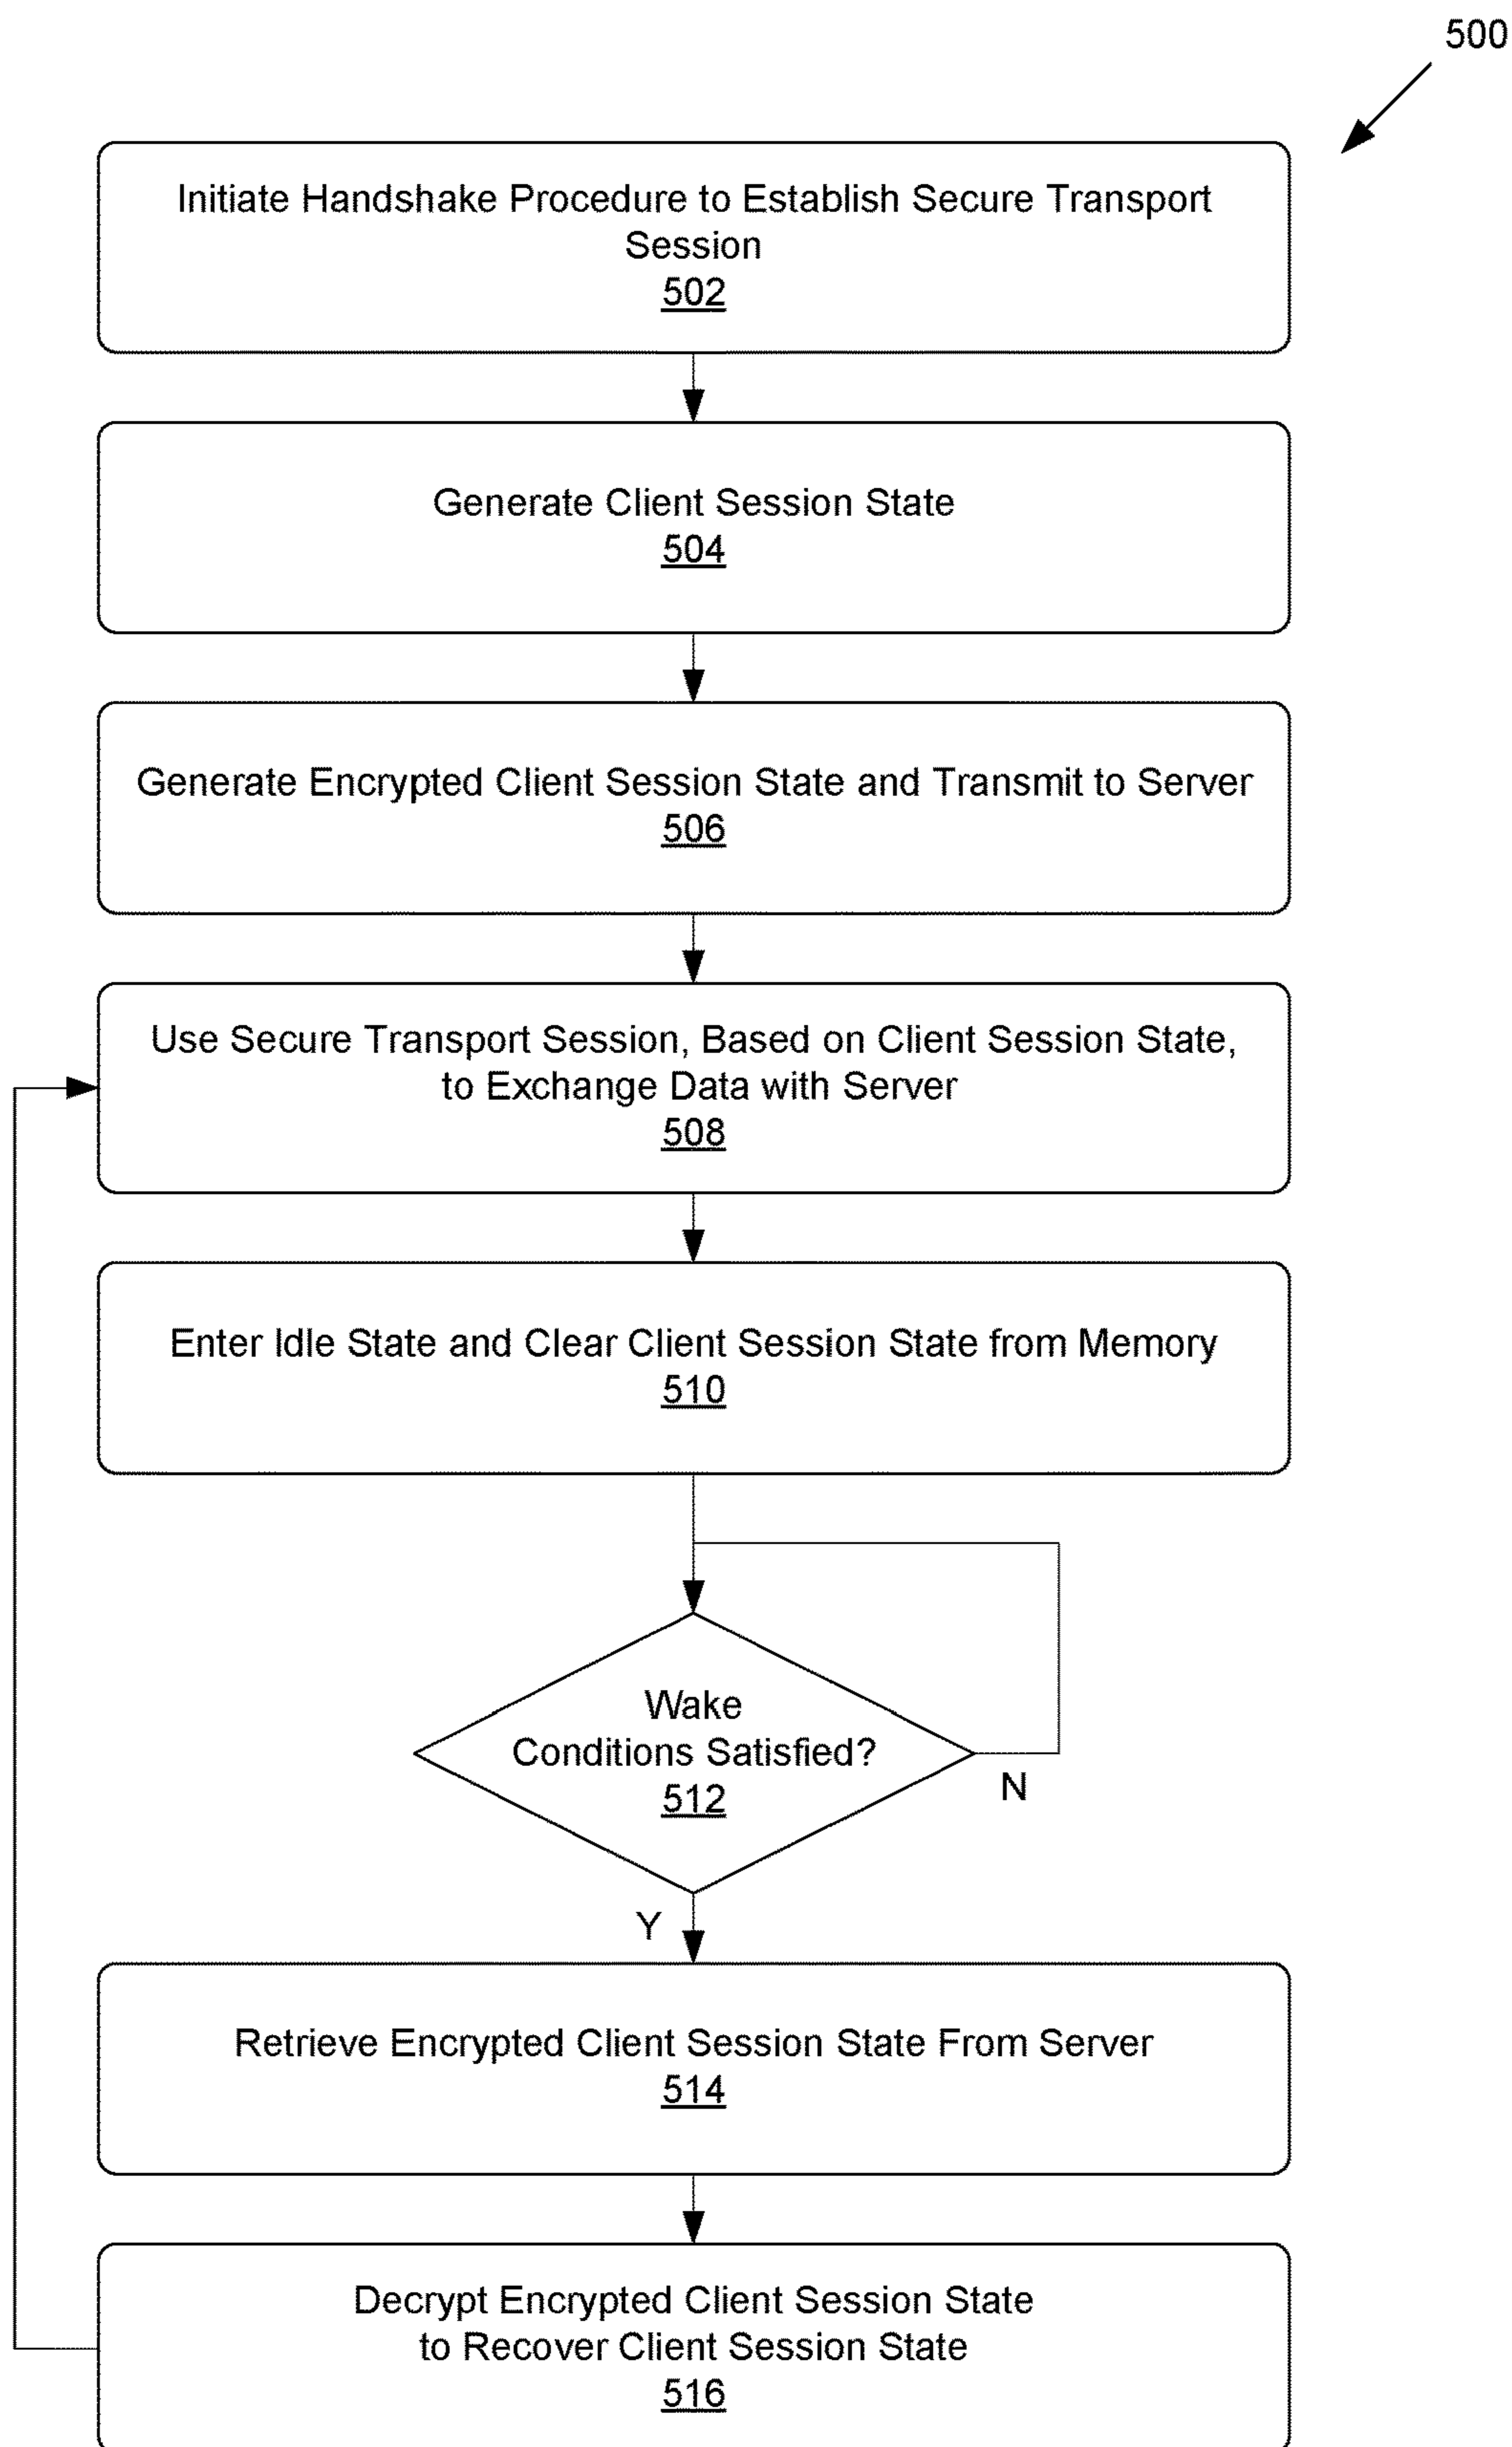 500
Initiate Handshake Procedure to Establish Secure Transport
Session
502
Generate Client Session State
504
Generate Encrypted Client Session State and Transmit to Server
506
Use Secure Transport Session, Based on Client Session State,
to Exchange Data with Server
508
Enter Idle State and Clear Client Session State from Memory
510
Wake
Conditions Satisfied?
512
N
Y
Retrieve Encrypted Client Session State From Server
514
Decrypt Encrypted Client Session State
to Recover Client Session State
516